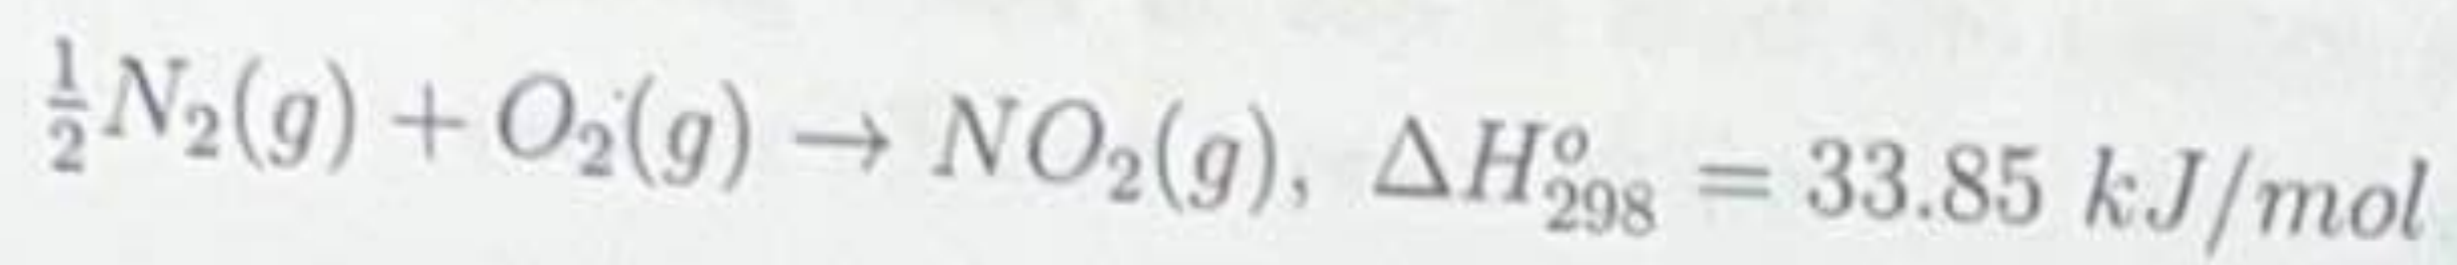 ½N₂(g) + O₂(g) → NO₂(g), ΔH°₂₉₈ = 33.85 kJ/mol